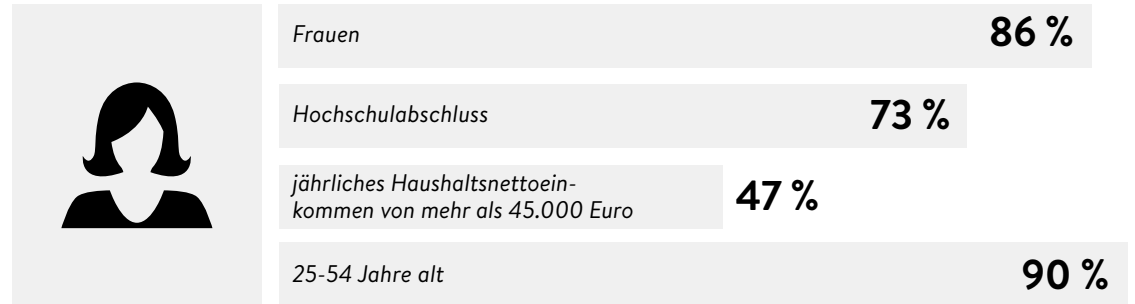 Frauen
86 %
Hochschulabschluss
73 %
jährliches Haushaltsnettoein-
kommen von mehr als 45.000 Euro
47 %
25-54 Jahre alt
90 %